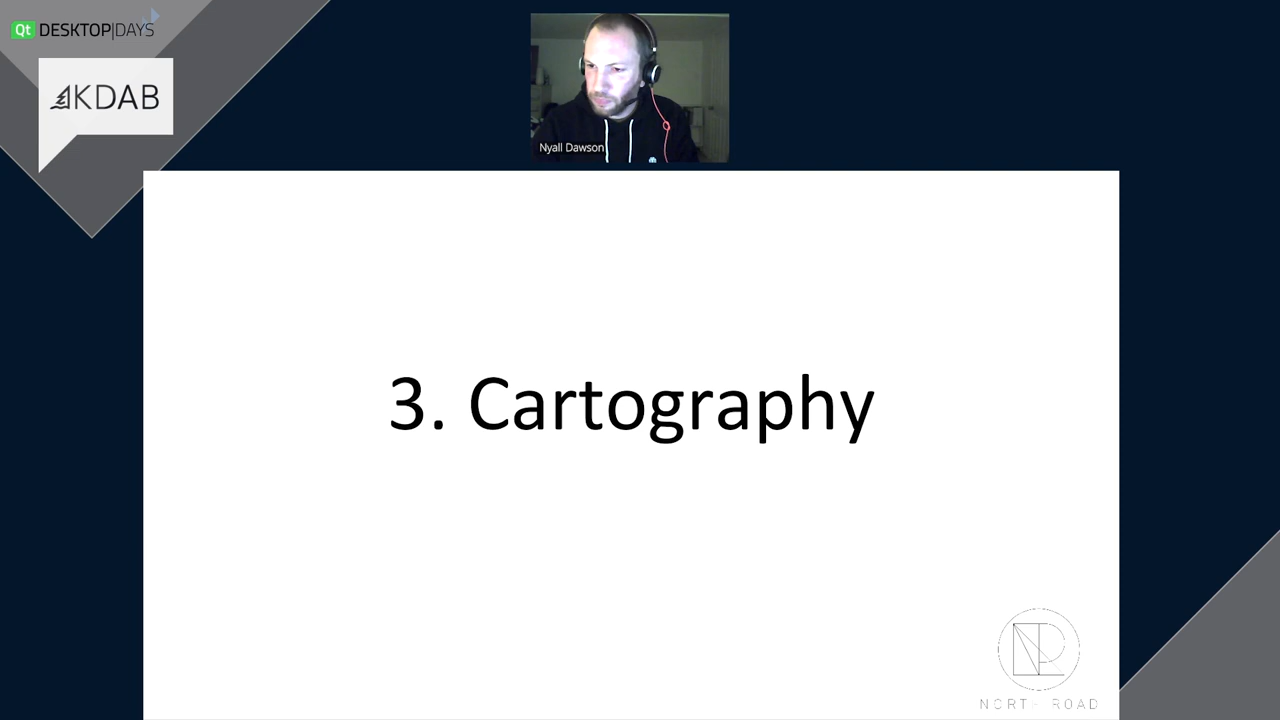 Qt DESKTOP|DAYS
KDAB
Nyall Dawson
3. Cartography
NORTH ROAD